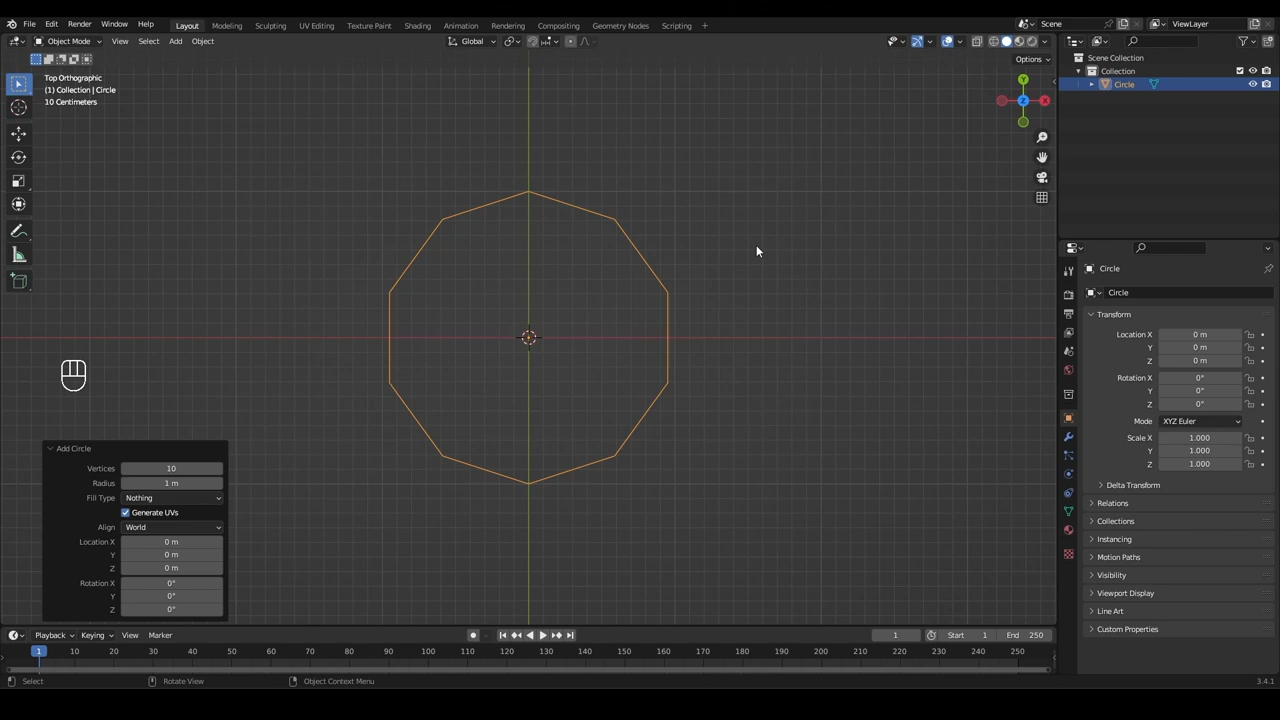 File Edit Render Window Help Layout Modeling Sculpting UV Editing Texture Paint Shading Animation Rendering Compositing Geometry Nodes Scripting + Scene ViewLayer
Object Mode View Select Add Object Global
Options
Top Orthographic
(1) Collection | Circle
10 Centimeters
Y
Z X
Scene Collection
Collection
Circle
Circle
Circle
Transform
Location X 0 m
Y 0 m
Z 0 m
Rotation X 0°
Y 0°
Z 0°
Mode XYZ Euler
Scale X 1.000
Y 1.000
Z 1.000
Delta Transform
Relations
Collections
Instancing
Motion Paths
Visibility
Viewport Display
Line Art
Custom Properties
Add Circle
Vertices 10
Radius 1 m
Fill Type Nothing
Generate UVs
Align World
Location X 0 m
Y 0 m
Z 0 m
Rotation X 0°
Y 0°
Z 0°
Playback Keying View Marker 1 Start 1 End 250
1 10 20 30 40 50 60 70 80 90 100 110 120 130 140 150 160 170 180 190 200 210 220 230 240 250
Select Rotate View Object Context Menu 3.4.1